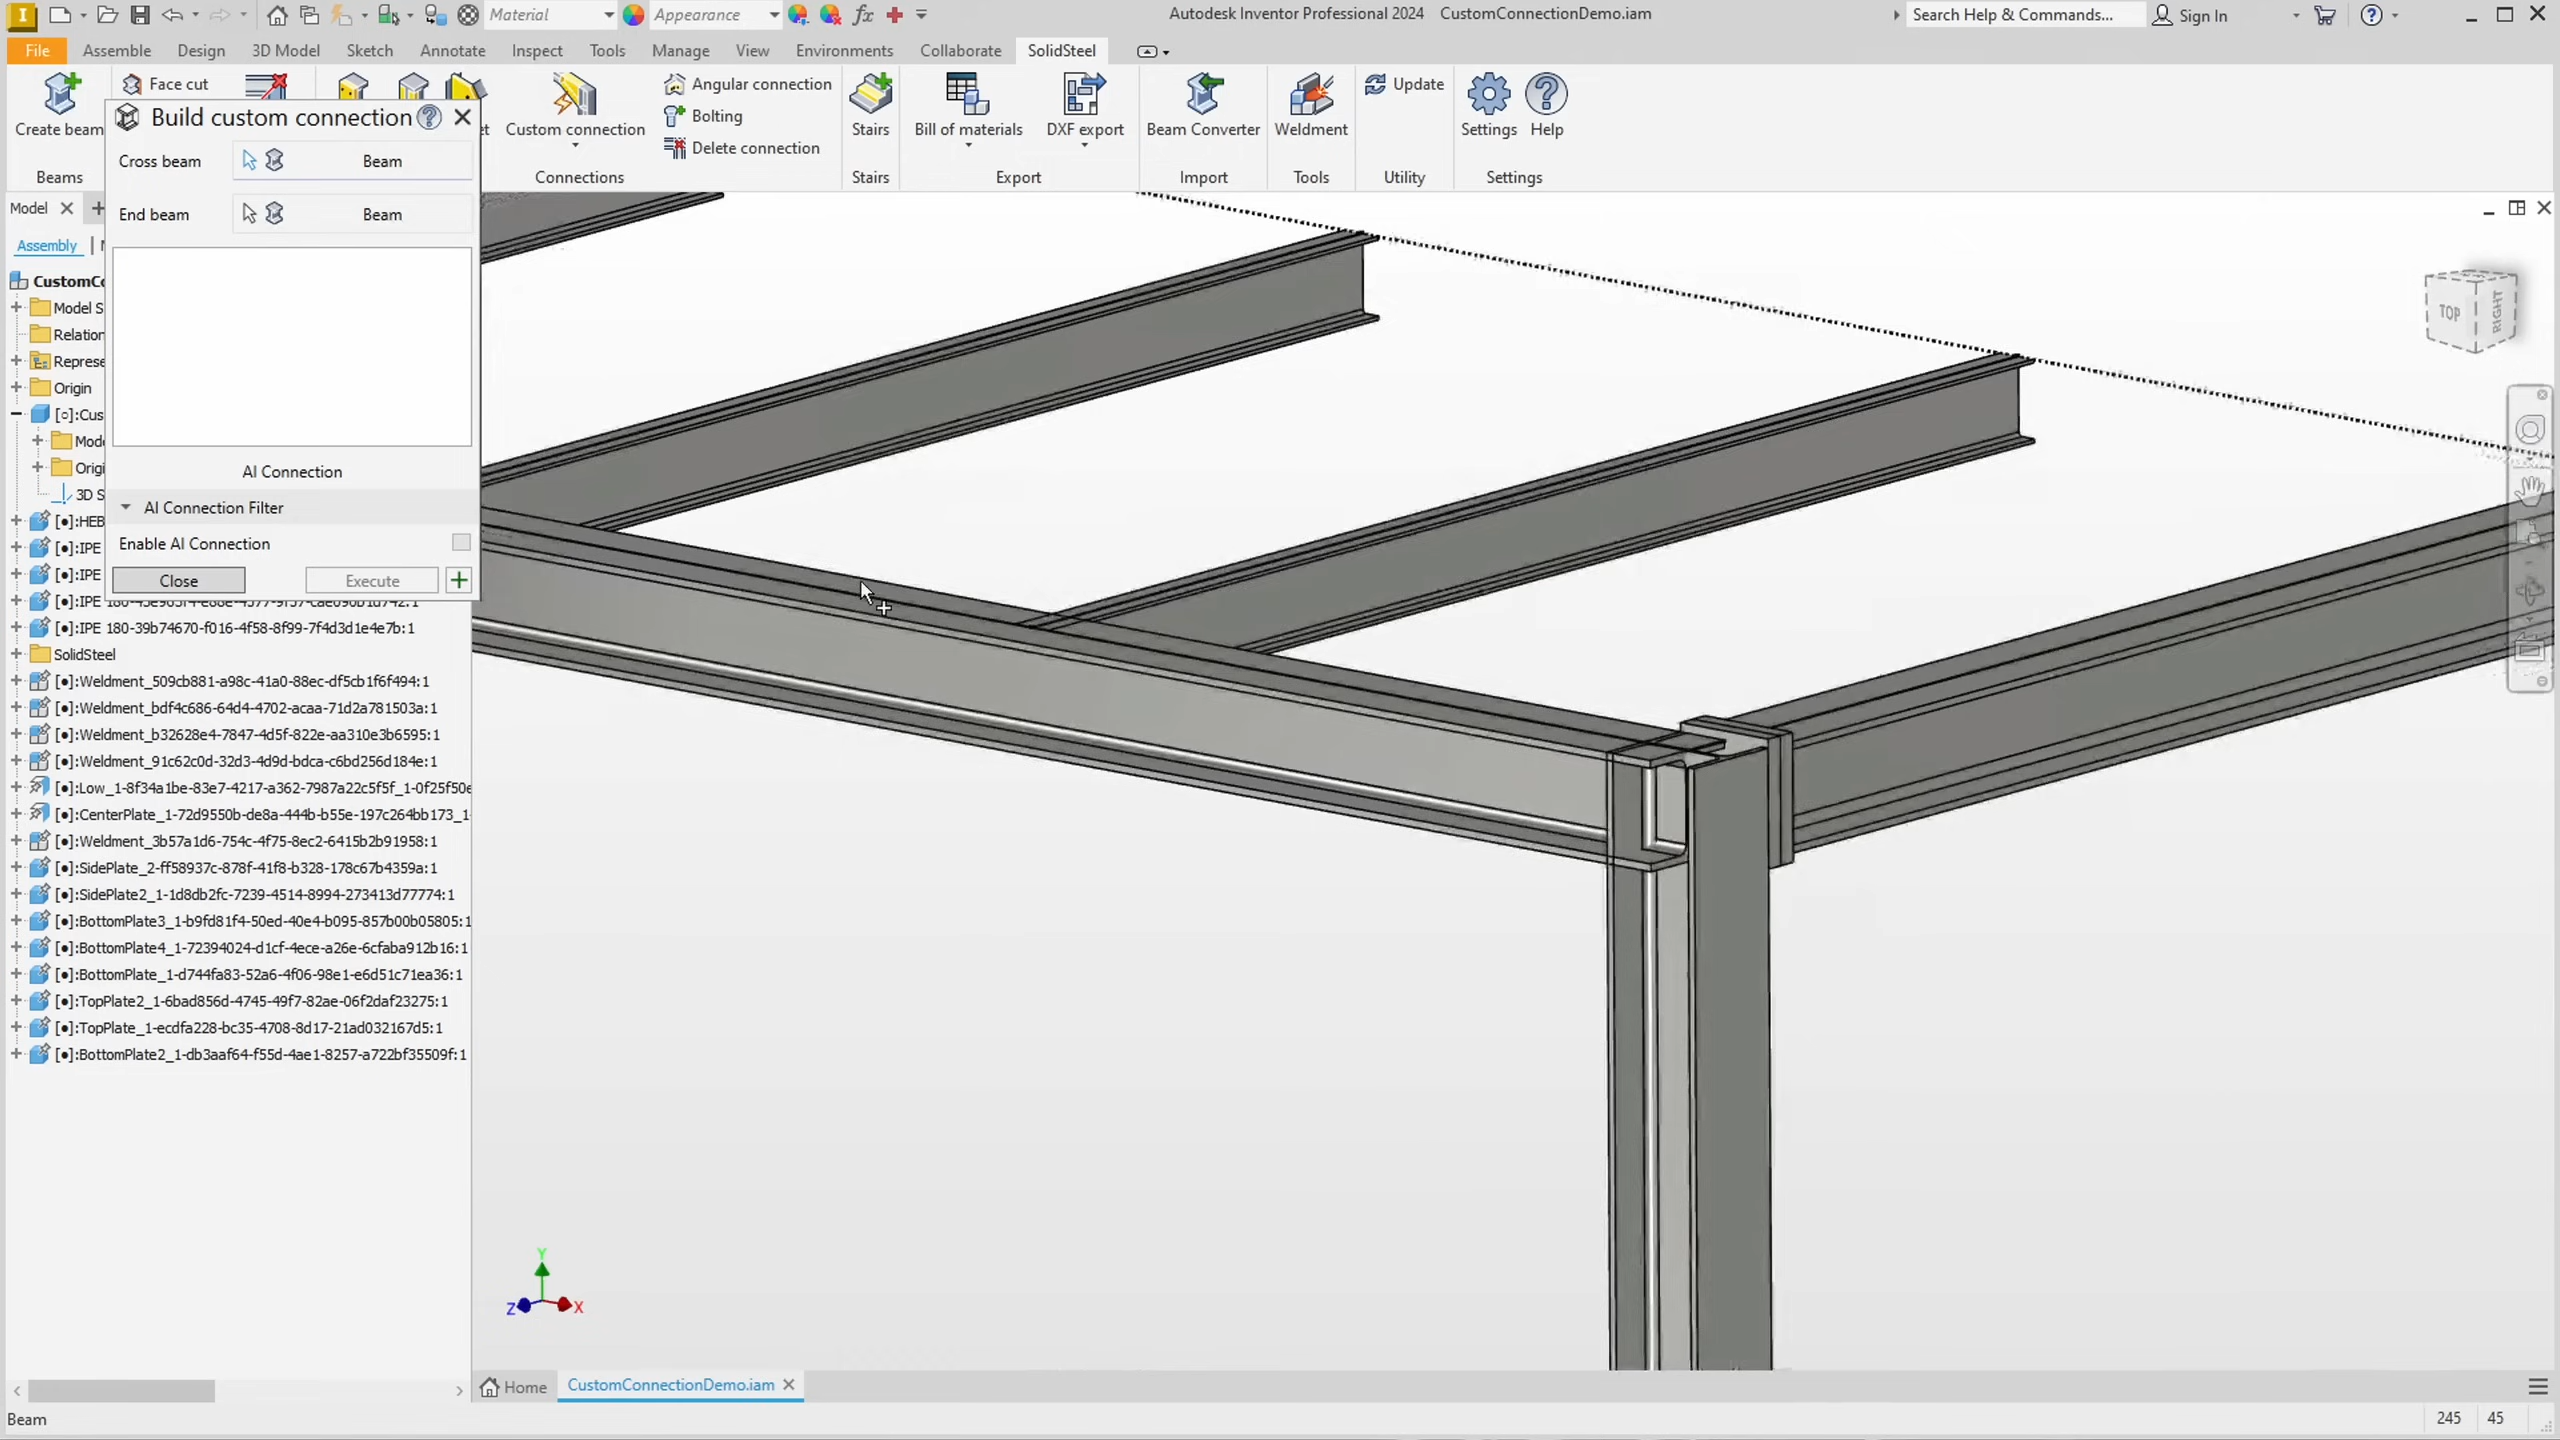 Material
Appearance
fx
Autodesk Inventor Professional 2024 CustomConnectionDemo.iam
Search Help & Commands...
Sign In
File
Assemble
Design
3D Model
Sketch
Annotate
Inspect
Tools
Manage
View
Environments
Collaborate
SolidSteel
Create beam
Face cut
Custom connection
Angular connection
Bolting
Delete connection
Stairs
Bill of materials
DXF export
Beam Converter
Weldment
Update
Settings
Help
Beams
Connections
Stairs
Export
Import
Tools
Utility
Settings
Build custom connection
Cross beam
Beam
End beam
Beam
AI Connection
AI Connection Filter
Enable AI Connection
Close
Execute
Model
Assembly
CustomCo
Model S
Relation
Represe
Origin
[○]:Cus
Mode
Origi
3D S
[●]:HEB
[●]:IPE
[●]:IPE
[●]:IPE 180-39b74670-f016-4f58-8f99-7f4d3d1e4e7b:1
SolidSteel
[●]:Weldment_509cb881-a98c-41a0-88ec-df5cb1f6f494:1
[●]:Weldment_bdf4c686-64d4-4702-acaa-71d2a781503a:1
[●]:Weldment_b32628e4-7847-4d5f-822e-aa310e3b6595:1
[●]:Weldment_91c62c0d-32d3-4d9d-bdca-c6bd256d184e:1
[●]:Low_1-8f34a1be-83e7-4217-a362-7987a22c5f5f_1-0f25f50e
[●]:CenterPlate_1-72d9550b-de8a-444b-b55e-197c264bb173_1-
[●]:Weldment_3b57a1d6-754c-4f75-8ec2-6415b2b91958:1
[●]:SidePlate_2-ff58937c-878f-41f8-b328-178c67b4359a:1
[●]:SidePlate2_1-1d8db2fc-7239-4514-8994-273413d77774:1
[●]:BottomPlate3_1-b9fd81f4-50ed-40e4-b095-857b00b05805:1
[●]:BottomPlate4_1-72394024-d1cf-4ece-a26e-6cfaba912b16:1
[●]:BottomPlate_1-d744fa83-52a6-4f06-98e1-e6d51c71ea36:1
[●]:TopPlate2_1-6bad856d-4745-49f7-82ae-06f2daf23275:1
[●]:TopPlate_1-ecdfa228-bc35-4708-8d17-21ad032167d5:1
[●]:BottomPlate2_1-db3aaf64-f55d-4ae1-8257-a722bf35509f:1
TOP
RIGHT
Y
Z
X
Home
CustomConnectionDemo.iam
Beam
245
45